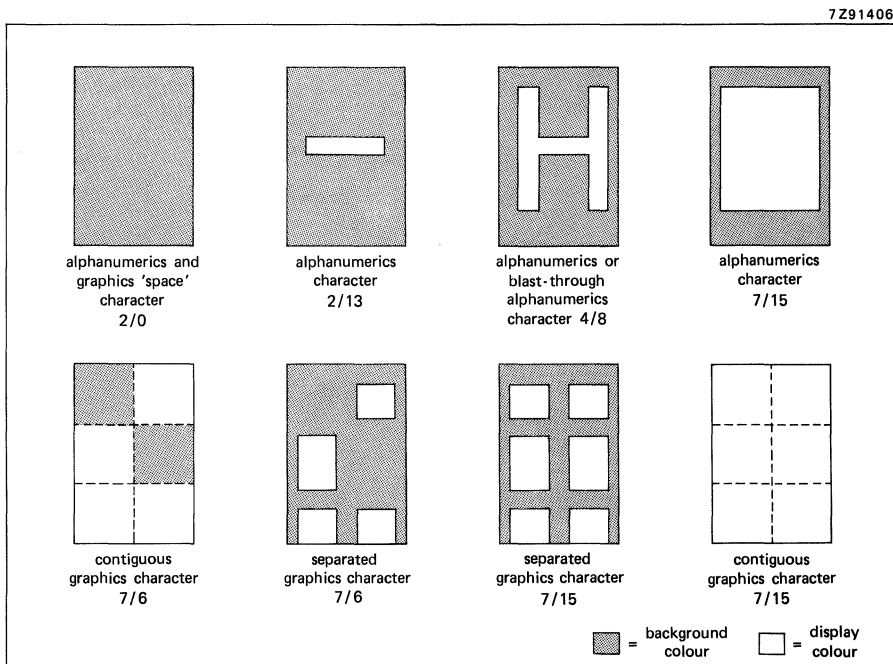 7Z91406
alphanumerics and
graphics 'space'
character
2/0
alphanumerics
character
2/13
alphanumerics or
blast-through
alphanumerics
character 4/8
alphanumerics
character
7/15
contiguous
graphics character
7/6
separated
graphics character
7/6
separated
graphics character
7/15
contiguous
graphics character
7/15
= background
colour
= display
colour